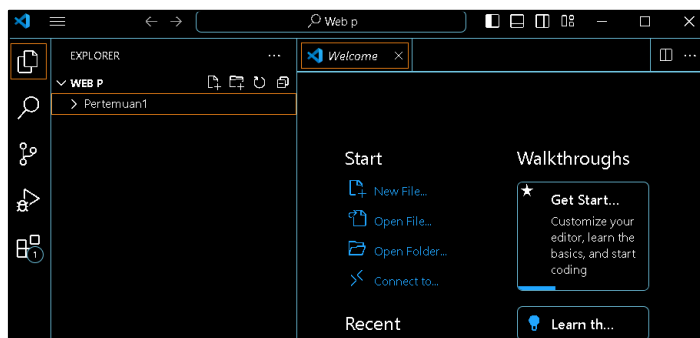 Web p
EXPLORER
Welcome
WEB P
Pertemuan1
Start
New File...
Open File...
Open Folder...
Connect to...
Recent
Walkthroughs
Get Start...
Customize your
editor, learn the
basics, and start
coding
Learn th...
1